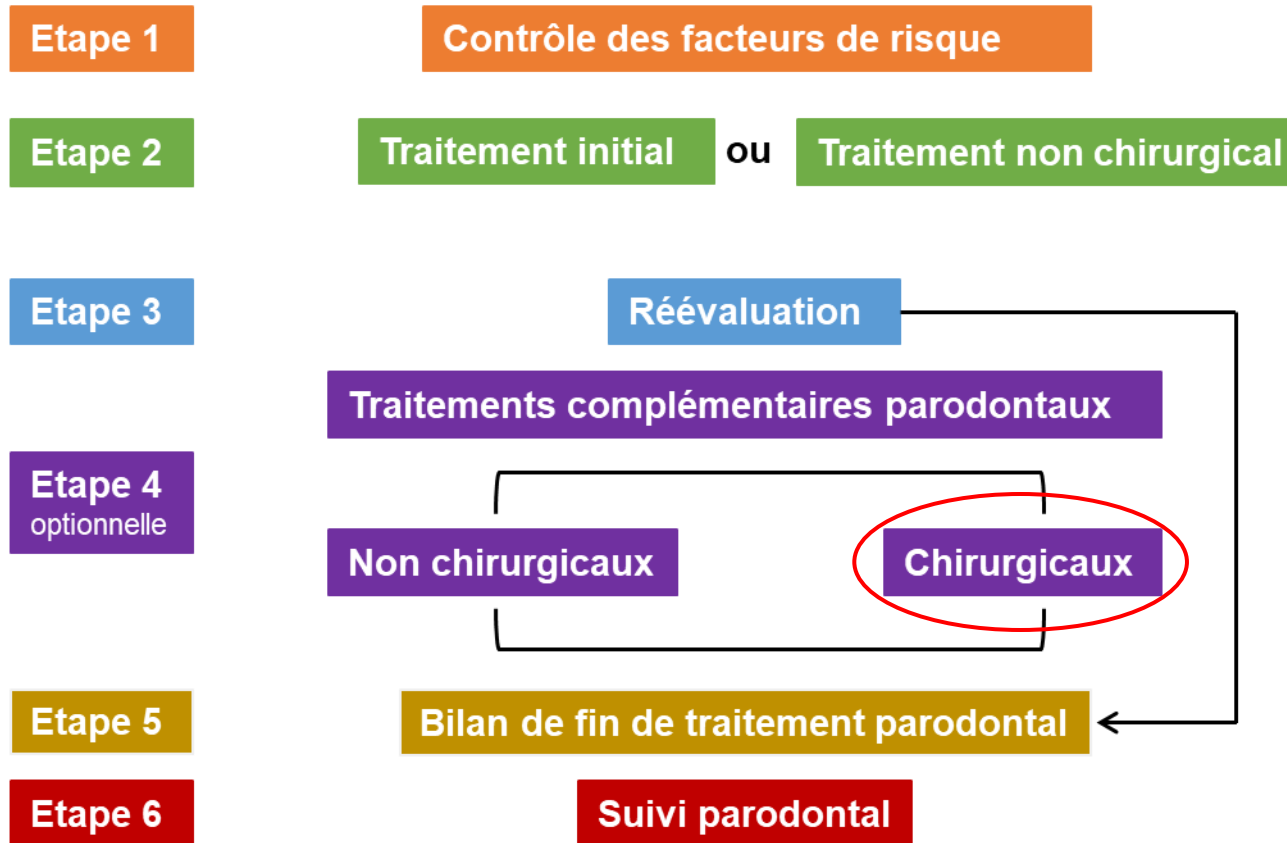 Etape 1
Contrôle des facteurs de risque
Etape 2
Traitement initial ou Traitement non chirurgical
Etape 3
Réévaluation
Traitements complémentaires parodontaux
Etape 4
optionnelle
Non chirurgicaux
Chirurgicaux
Etape 5
Bilan de fin de traitement parodontal
Etape 6
Suivi parodontal